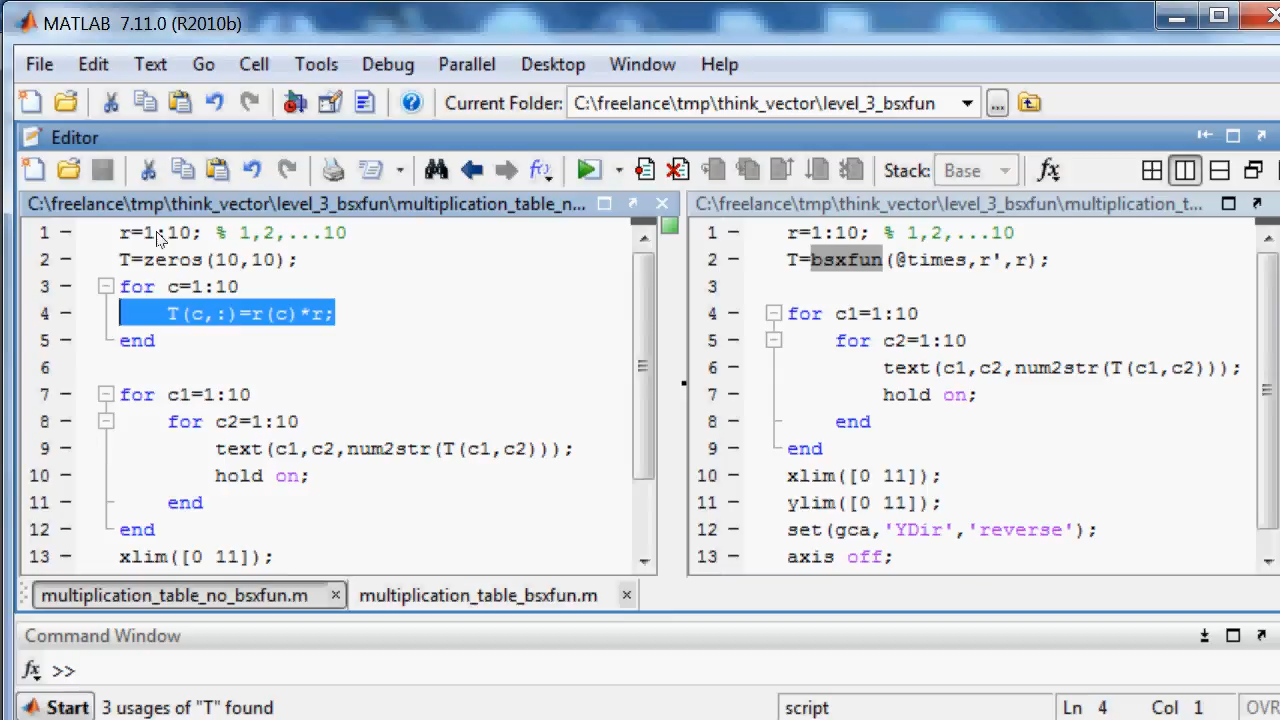 MATLAB 7.11.0 (R2010b)
File Edit Text Go Cell Tools Debug Parallel Desktop Window Help
Current Folder: C:\freelance\tmp\think_vector\level_3_bsxfun ...
Editor
Stack: Base fx
C:\freelance\tmp\think_vector\level_3_bsxfun\multiplication_table_n...
1 r=1:10; % 1,2,...10
2 T=zeros(10,10);
3 for c=1:10
4 T(c,:)=r(c)*r;
5 end
6
7 for c1=1:10
8 for c2=1:10
9 text(c1,c2,num2str(T(c1,c2)));
10 hold on;
11 end
12 end
13 xlim([0 11]);
C:\freelance\tmp\think_vector\level_3_bsxfun\multiplication_t...
1 r=1:10; % 1,2,...10
2 T=bsxfun(@times,r',r);
3
4 for c1=1:10
5 for c2=1:10
6 text(c1,c2,num2str(T(c1,c2)));
7 hold on;
8 end
9 end
10 xlim([0 11]);
11 ylim([0 11]);
12 set(gca,'YDir','reverse');
13 axis off;
multiplication_table_no_bsxfun.m × multiplication_table_bsxfun.m ×
Command Window
fx >>
Start 3 usages of "T" found script Ln 4 Col 1 OVR